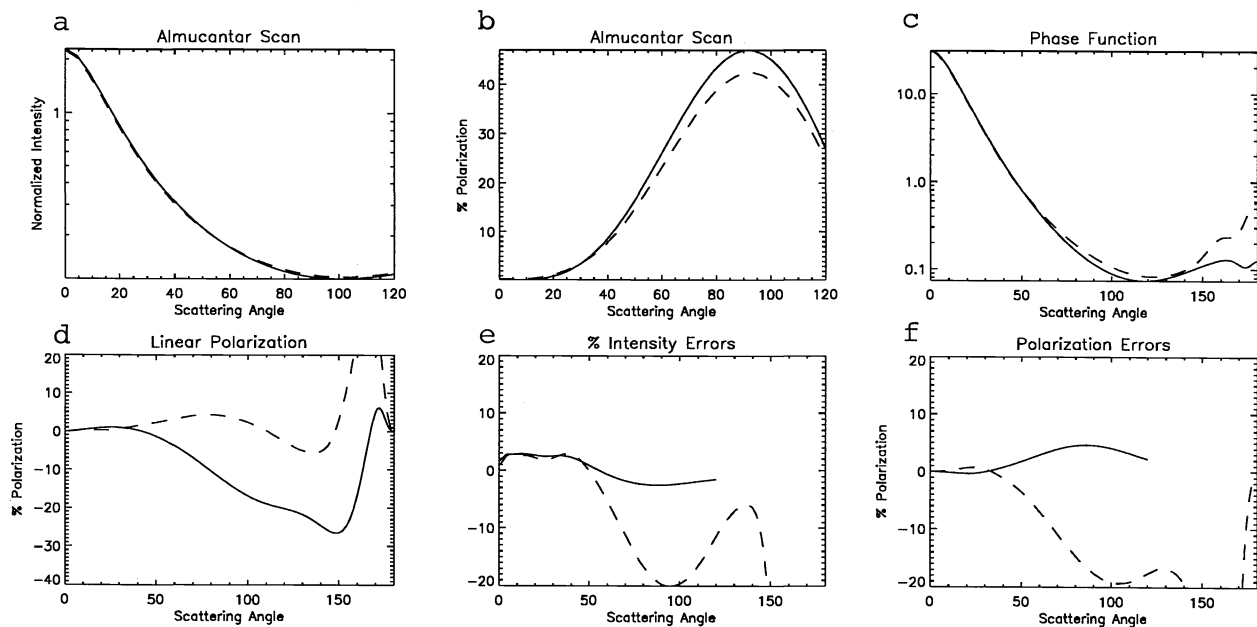 a
Almucantar Scan
Normalized Intensity
1
0 20 40 60 80 100 120
Scattering Angle
b
Almucantar Scan
% Polarization
40
30
20
10
0 20 40 60 80 100 120
Scattering Angle
c
Phase Function
10.0
1.0
0.1
0 50 100 150
Scattering Angle
d
Linear Polarization
% Polarization
20
10
0
-10
-20
-30
-40
0 50 100 150
Scattering Angle
e
% Intensity Errors
20
10
0
-10
-20
0 50 100 150
Scattering Angle
f
Polarization Errors
% Polarization
20
10
0
-10
-20
0 50 100 150
Scattering Angle